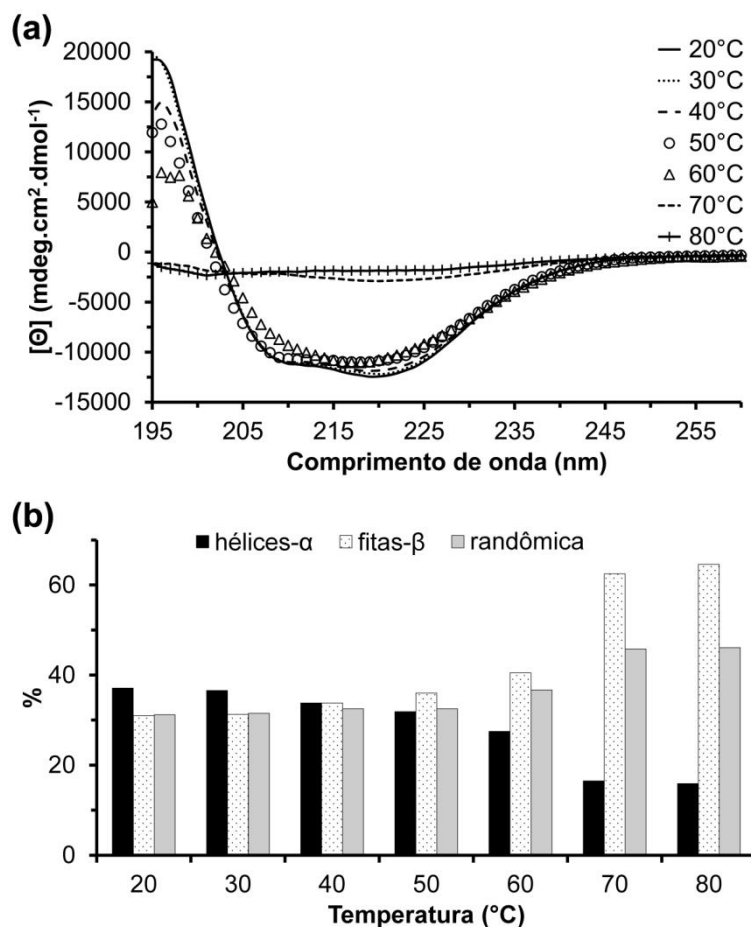 (a)
20000
15000
10000
5000
0
-5000
-10000
-15000
[Θ] (mdeg.cm².dmol⁻¹)
195 205 215 225 235 245 255
Comprimento de onda (nm)
20°C
30°C
40°C
50°C
60°C
70°C
80°C
(b)
hélices-α fitas-β randômica
60
40
20
0
%
20 30 40 50 60 70 80
Temperatura (°C)